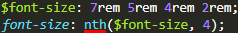 $font-size: 7rem 5rem 4rem 2rem;
font-size: nth($font-size, 4);